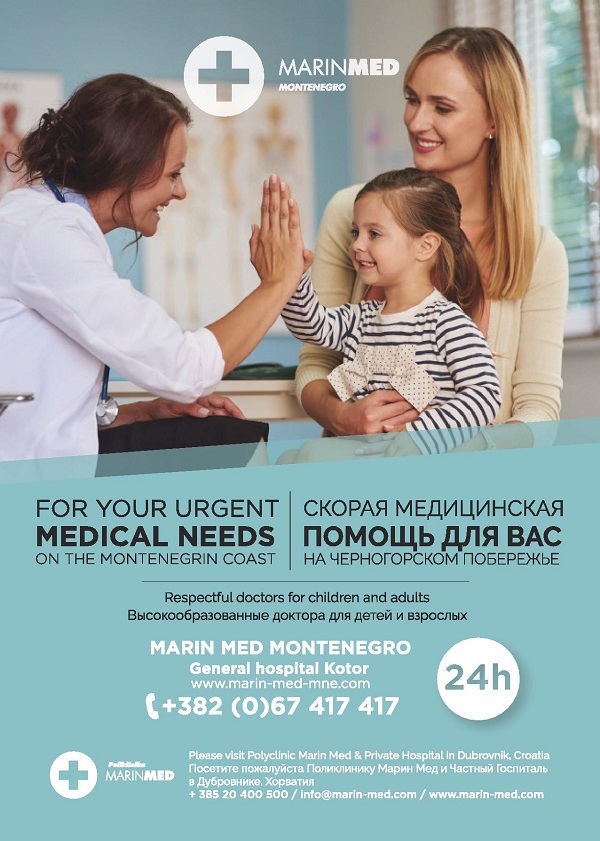 MARINMED
MONTENEGRO
FOR YOUR URGENT
MEDICAL NEEDS
ON THE MONTENEGRIN COAST
СКОРАЯ МЕДИЦИНСКАЯ
ПОМОЩЬ ДЛЯ ВАС
НА ЧЕРНОГОРСКОМ ПОБЕРЕЖЬЕ
Respectful doctors for children and adults
Высокообразованные доктора для детей и взрослых
MARIN MED MONTENEGRO
General hospital Kotor
www.marin-med-mne.com
+382 (0)67 417 417
24h
Poliklinika
MARINMED
Please visit Polyclinic Marin Med & Private Hospital in Dubrovnik, Croatia
Посетите пожалуйста Поликлинику Марин Мед и Частный Госпиталь
в Дубровнике, Хорватия
+ 385 20 400 500 / info@marin-med.com / www.marin-med.com